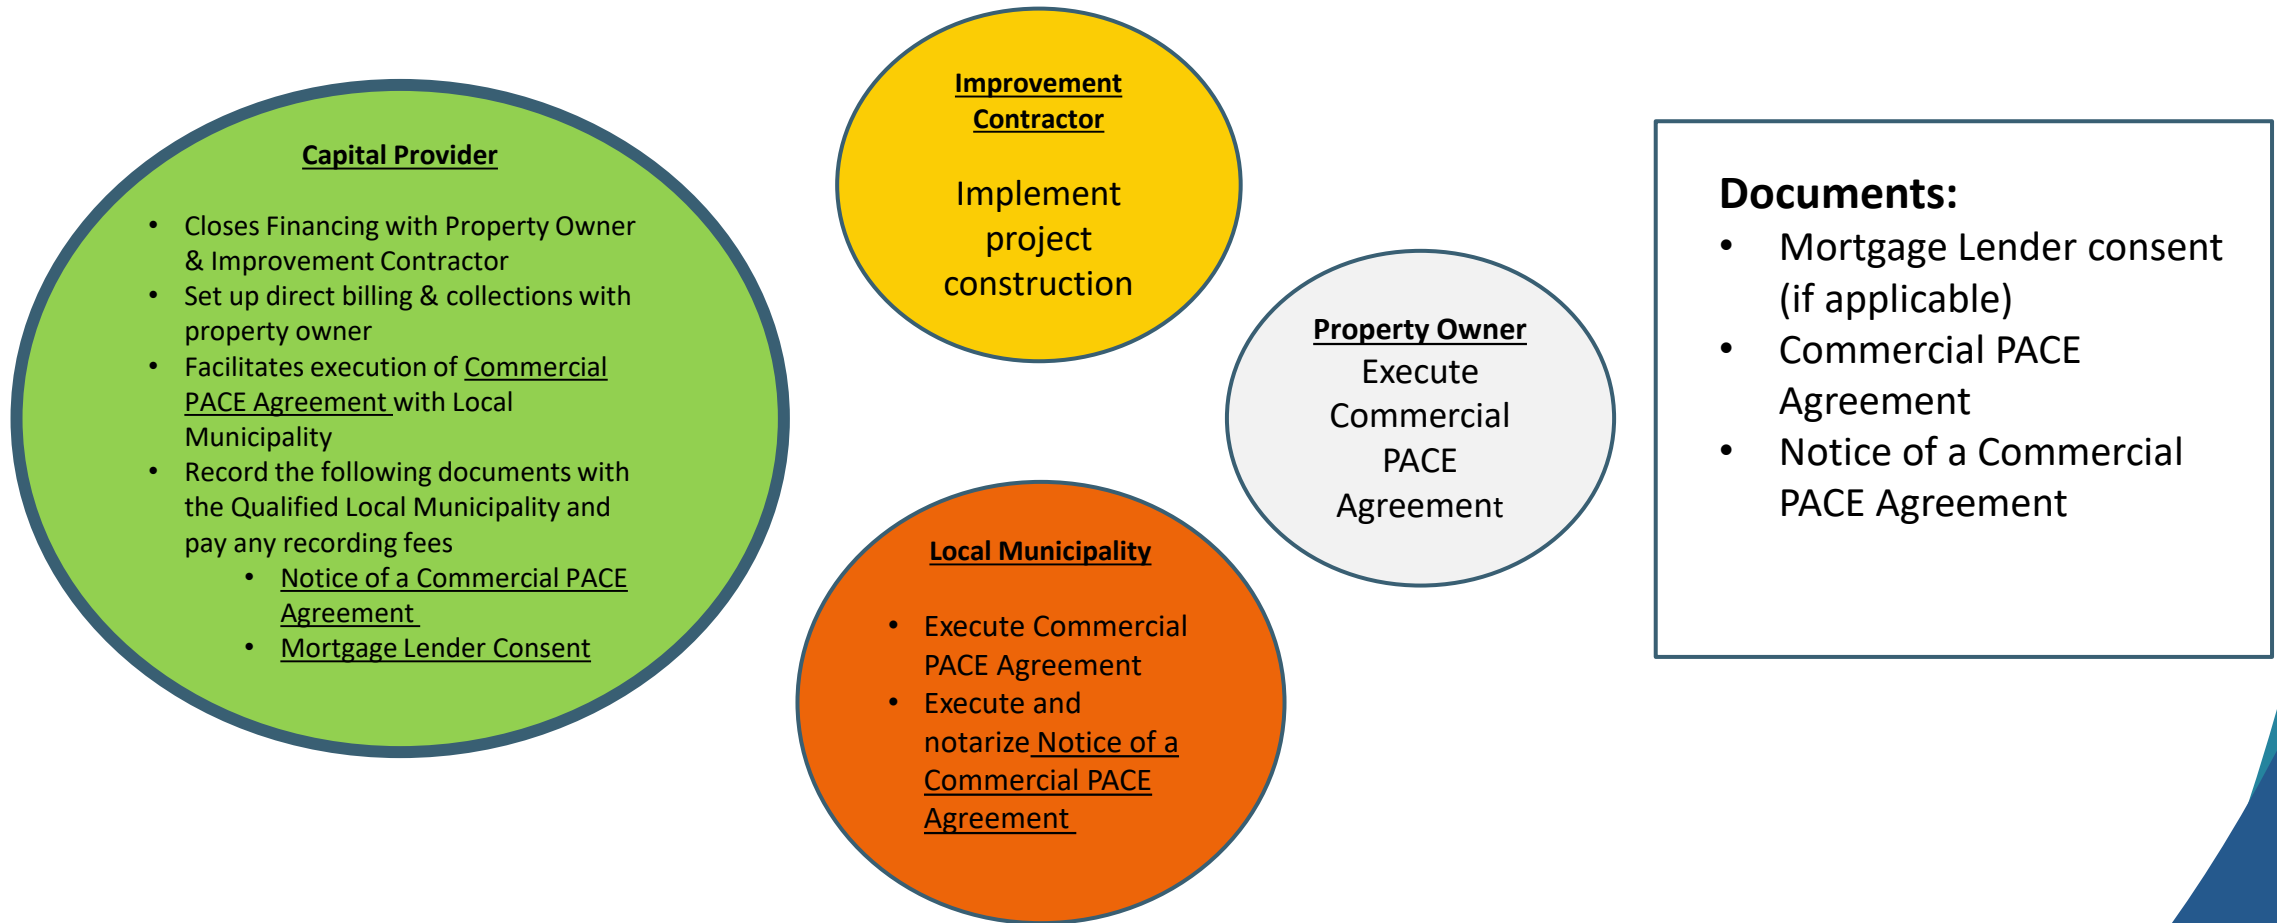 Capital Provider
• Closes Financing with Property Owner
& Improvement Contractor
• Set up direct billing & collections with
property owner
• Facilitates execution of Commercial
PACE Agreement with Local
Municipality
• Record the following documents with
the Qualified Local Municipality and
pay any recording fees
• Notice of a Commercial PACE
Agreement
• Mortgage Lender Consent
Improvement
Contractor
Implement
project
construction
Property Owner
Execute
Commercial
PACE
Agreement
Local Municipality
• Execute Commercial
PACE Agreement
• Execute and
notarize Notice of a
Commercial PACE
Agreement
Documents:
• Mortgage Lender consent
(if applicable)
• Commercial PACE
Agreement
• Notice of a Commercial
PACE Agreement